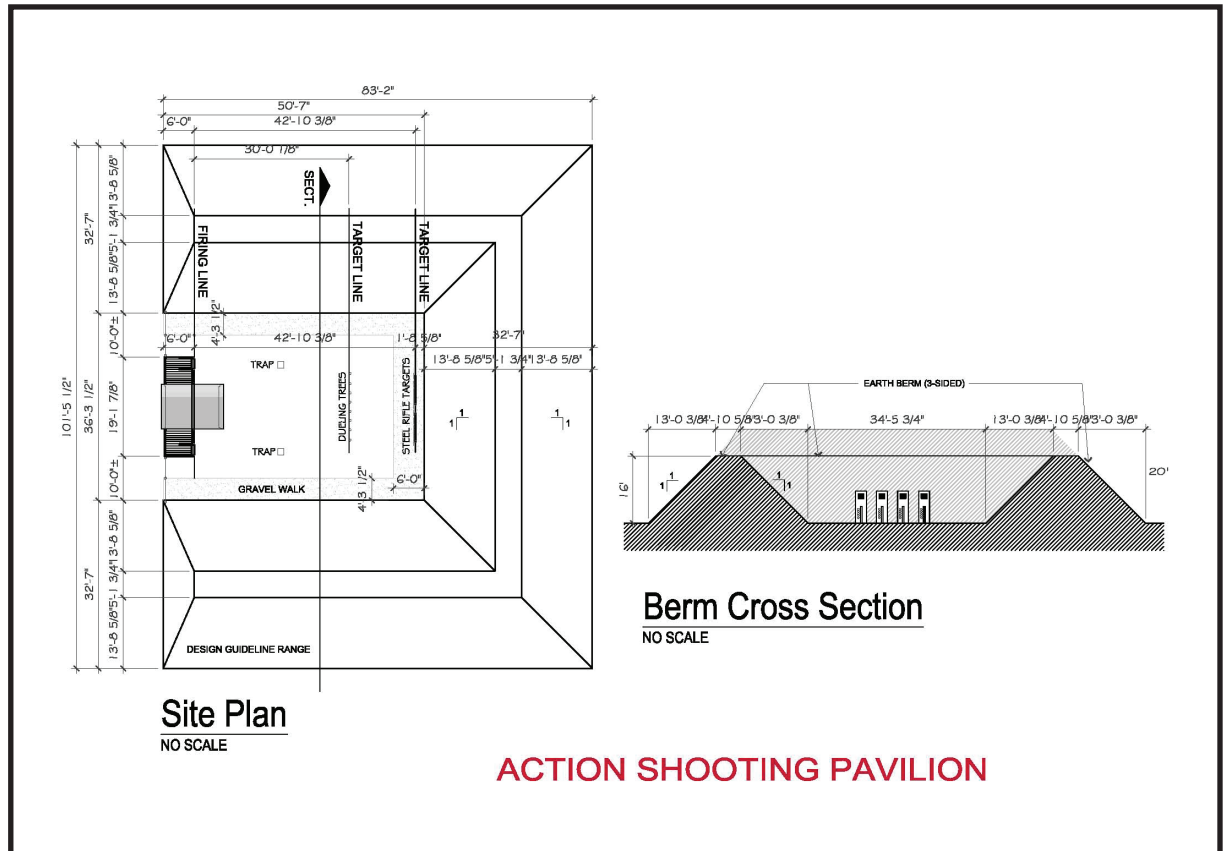 83'-2"
50'-7"
6'-0" 42'-10 3/8"
30'-0 1/8"
SECT.
FIRING LINE
TARGET LINE
TARGET LINE
101'-5 1/2"
32'-7"
36'-3 1/2"
32'-7"
13'-8 5/8"
5'-1 3/4"
13'-8 5/8"
10'-0"±
19'-1 7/8"
10'-0"±
13'-8 5/8"
5'-1 3/4"
13'-8 5/8"
4'-3 1/2"
6'-0" 42'-10 3/8" 1'-8 5/8" 32'-7"
13'-8 5/8" 5'-1 3/4" 13'-8 5/8"
TRAP
DUELING TREES
STEEL RIFLE TARGETS
1
1
1
1
TRAP
6'-0"
4'-3 1/2"
GRAVEL WALK
DESIGN GUIDELINE RANGE
Site Plan
NO SCALE
EARTH BERM (3-SIDED)
13'-0 3/8" 4'-10 5/8" 13'-0 3/8" 34'-5 3/4" 13'-0 3/8" 4'-10 5/8" 13'-0 3/8"
16'
1
1
1
1
20'
Berm Cross Section
NO SCALE
ACTION SHOOTING PAVILION